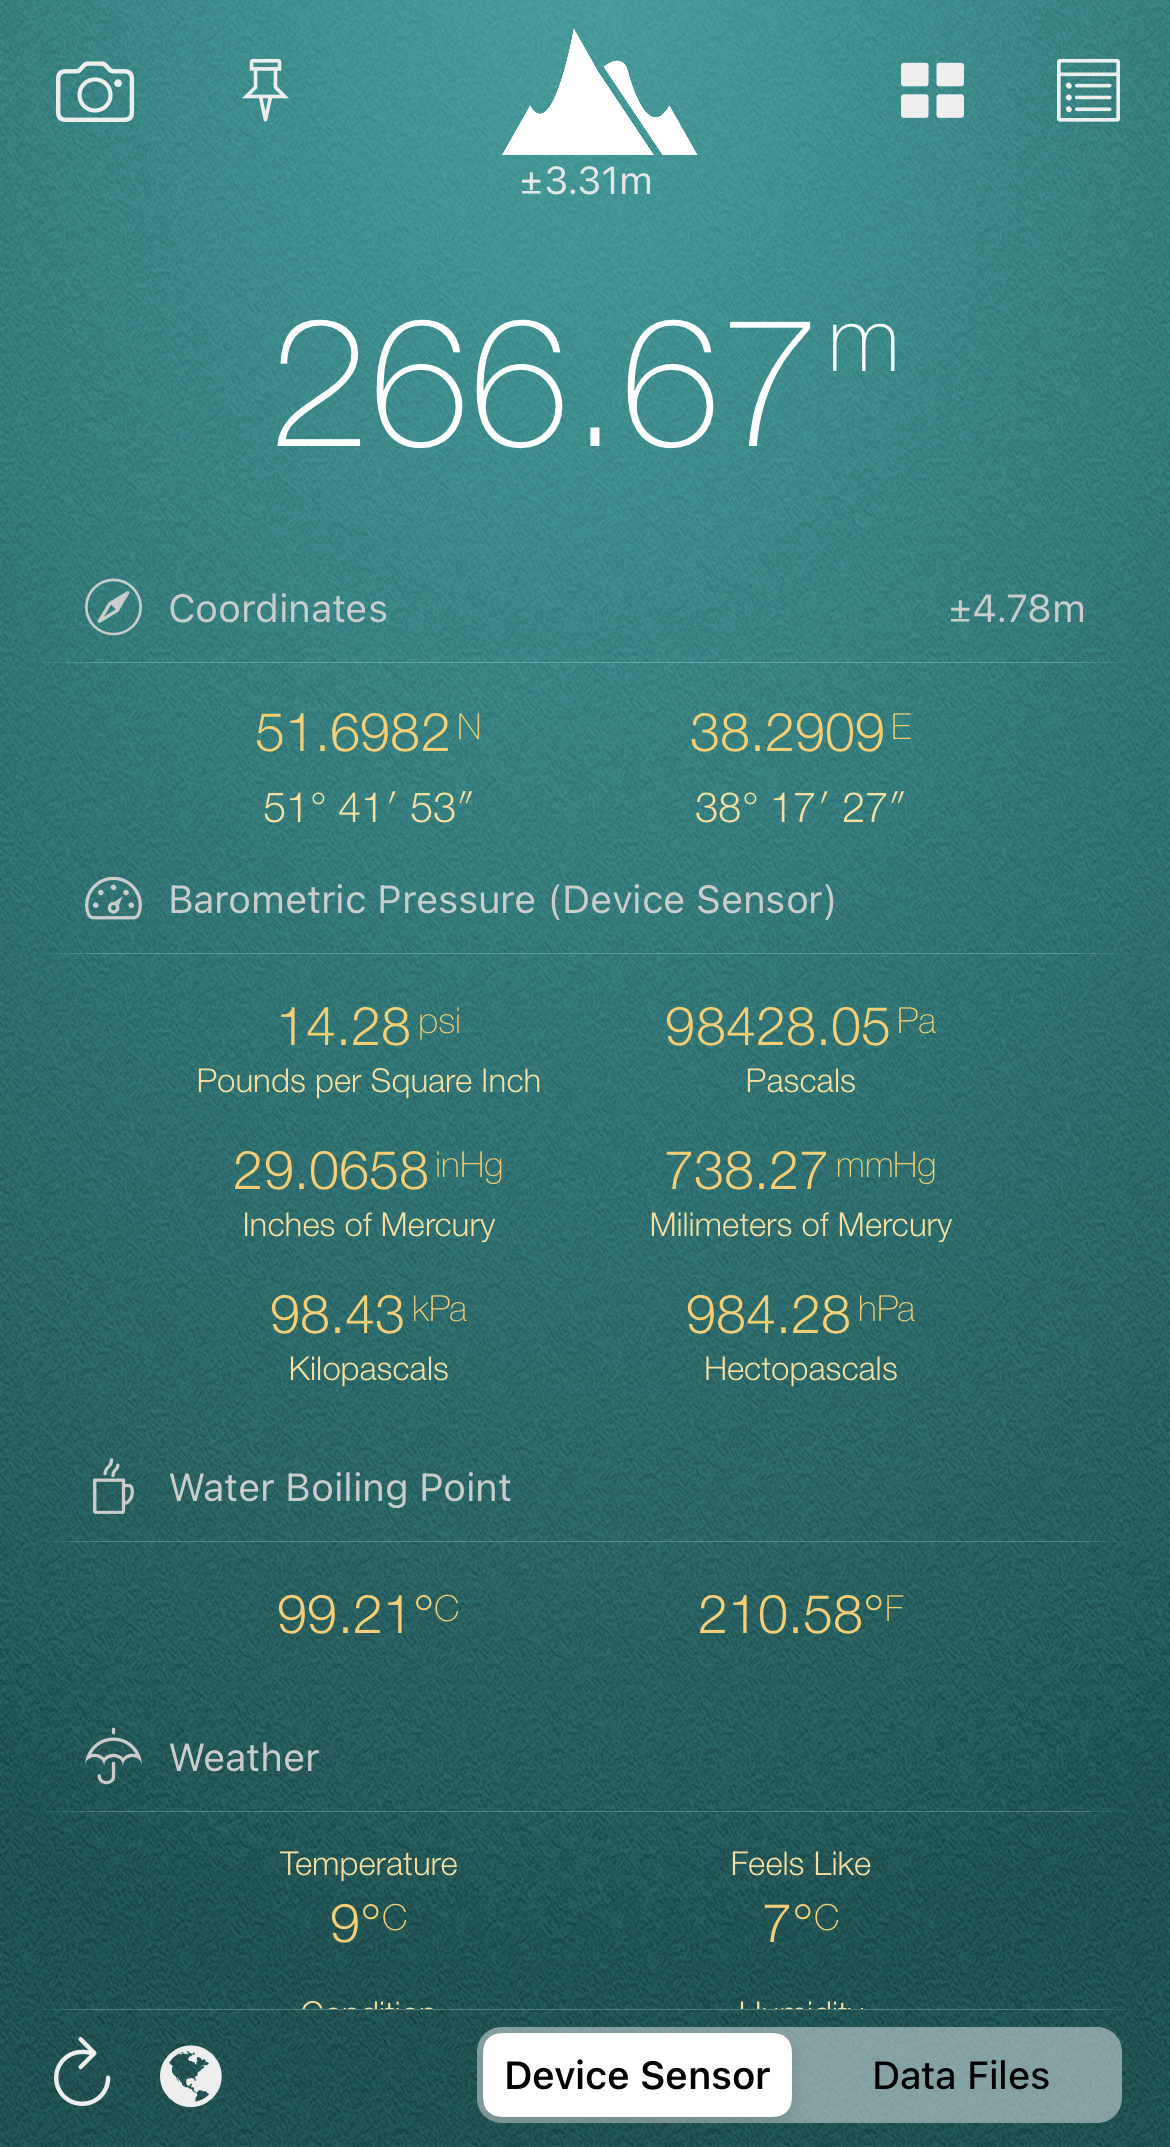 ±3.31m
266.67 m
Coordinates ±4.78m
51.6982 N 38.2909 E
51° 41′ 53″ 38° 17′ 27″
Barometric Pressure (Device Sensor)
14.28 psi 98428.05 Pa
Pounds per Square Inch Pascals
29.0658 inHg 738.27 mmHg
Inches of Mercury Milimeters of Mercury
98.43 kPa 984.28 hPa
Kilopascals Hectopascals
Water Boiling Point
99.21°C 210.58°F
Weather
Temperature Feels Like
9°C 7°C
Condition Humidity
Device Sensor Data Files